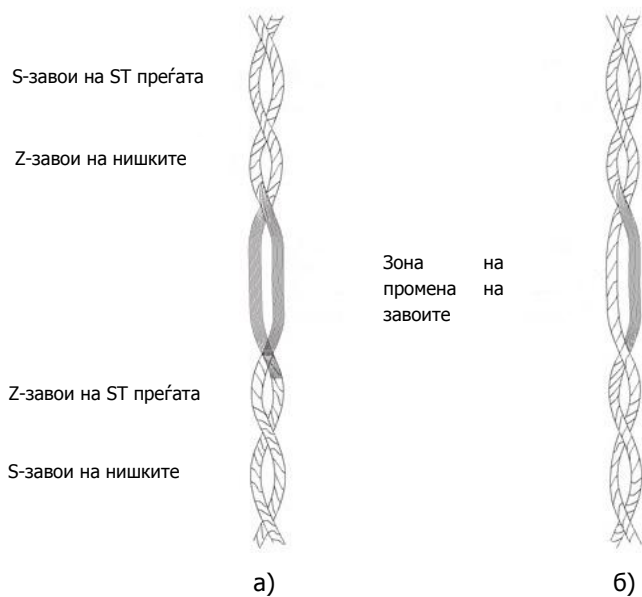 S-завои на ST преѓата
Z-завои на нишките
Зона на
промена на
завоите
Z-завои на ST преѓата
S-завои на нишките
а)
б)